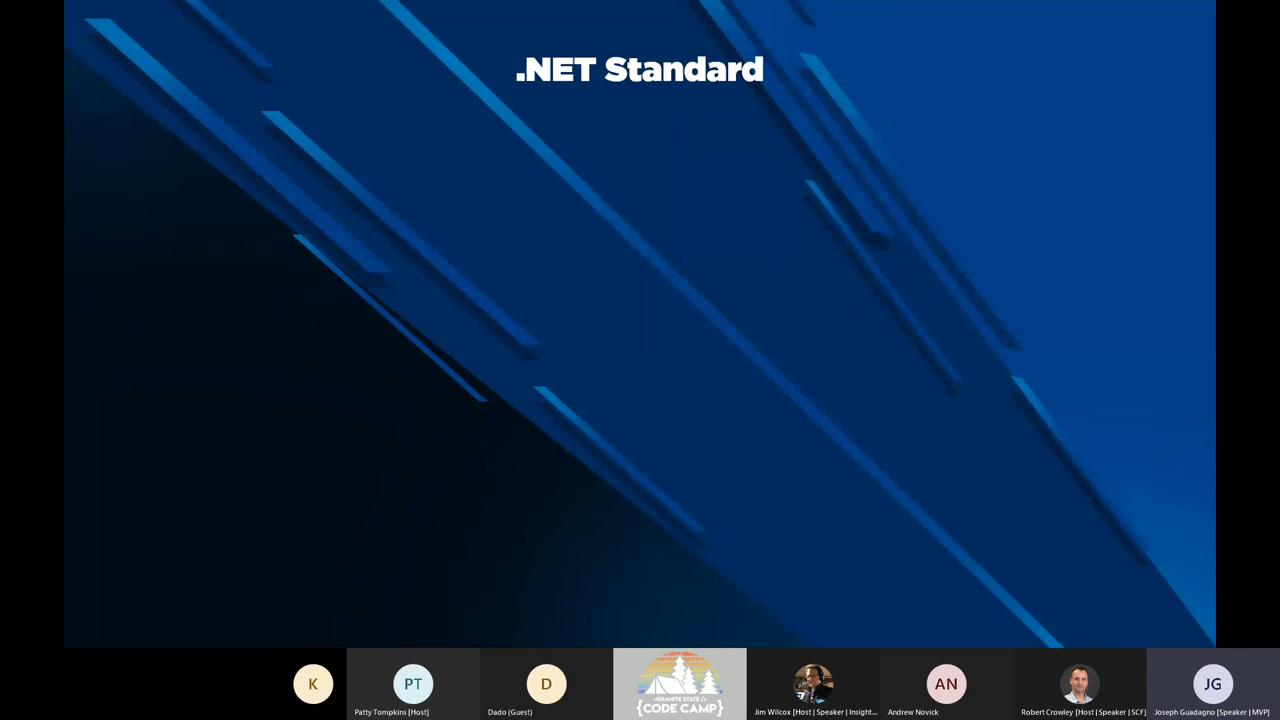 .NET Standard
K
PT
D
GRANITE STATE />
{CODE CAMP}
AN
JG
Patty Tompkins [Host]
Dado (Guest)
Jim Wilcox [Host | Speaker | Insight...
Andrew Novick
Robert Crowley [Host | Speaker | SCF]
Joseph Guadagno [Speaker | MVP]